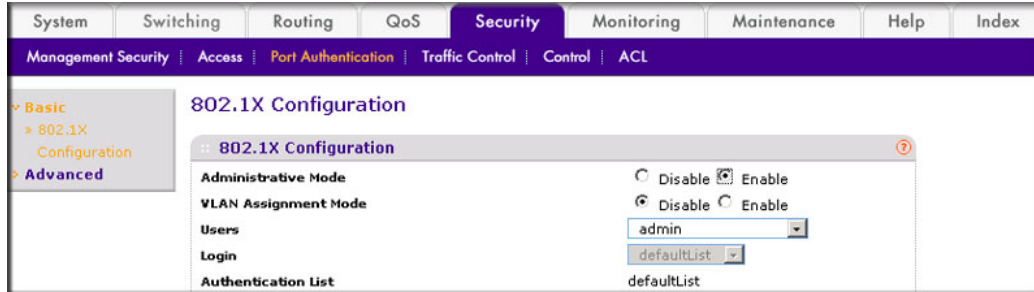 System Switching Routing QoS Security Monitoring Maintenance Help Index
Management Security Access Port Authentication Traffic Control Control ACL
Basic
» 802.1X
Configuration
Advanced
802.1X Configuration
802.1X Configuration ?
Administrative Mode Disable Enable
VLAN Assignment Mode Disable Enable
Users admin
Login defaultList
Authentication List defaultList